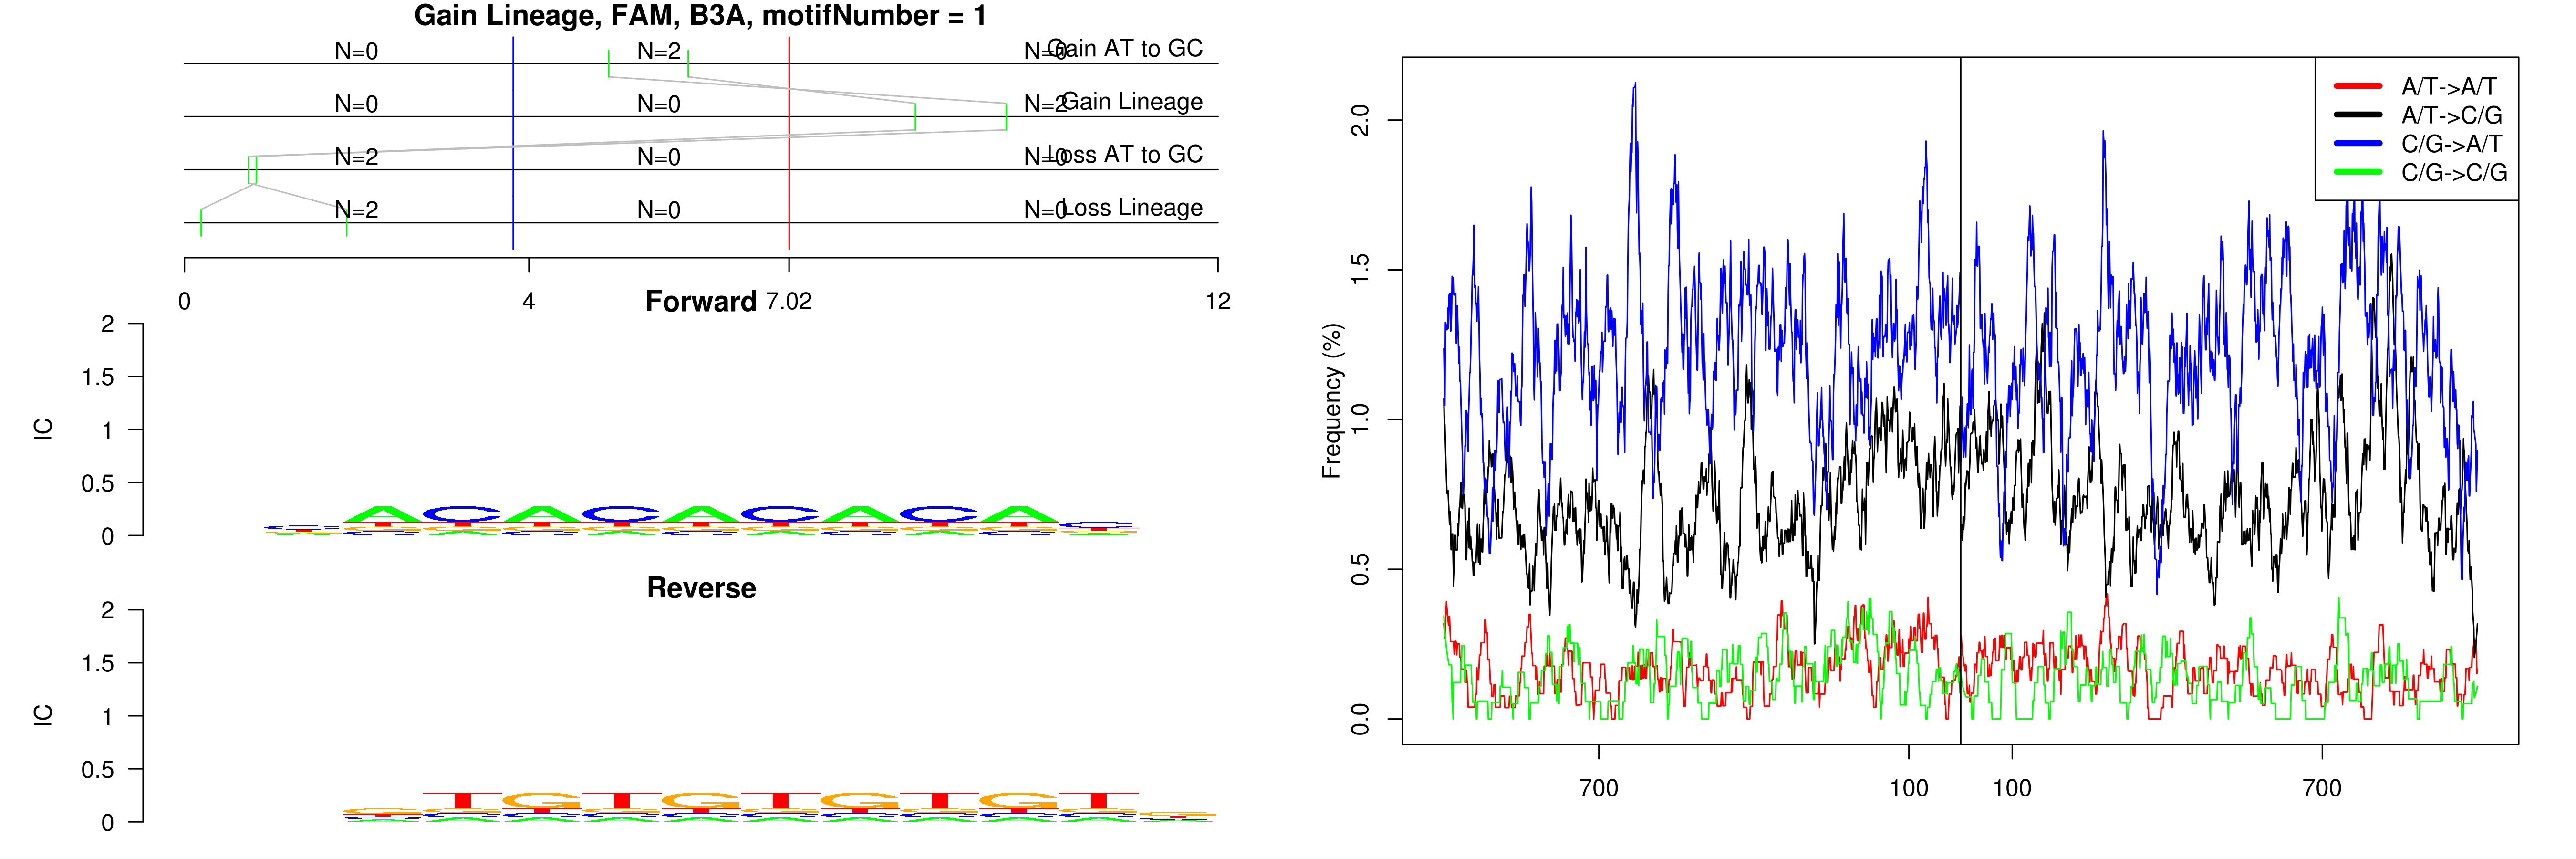 Gain Lineage, FAM, B3A, motifNumber = 1
N=0 N=2 N=0 Gain AT to GC
N=0 N=0 N=2 Gain Lineage
N=2 N=0 N=0 Loss AT to GC
N=2 N=0 N=0 Loss Lineage
0 4 7.02 12
Forward
2
1.5
1
0.5
0
IC
ACACACACA
Reverse
2
1.5
1
0.5
0
IC
TGTGTGTGT
A/T->A/T
A/T->C/G
C/G->A/T
C/G->C/G
Frequency (%)
2.0
1.5
1.0
0.5
0.0
700 100 100 700